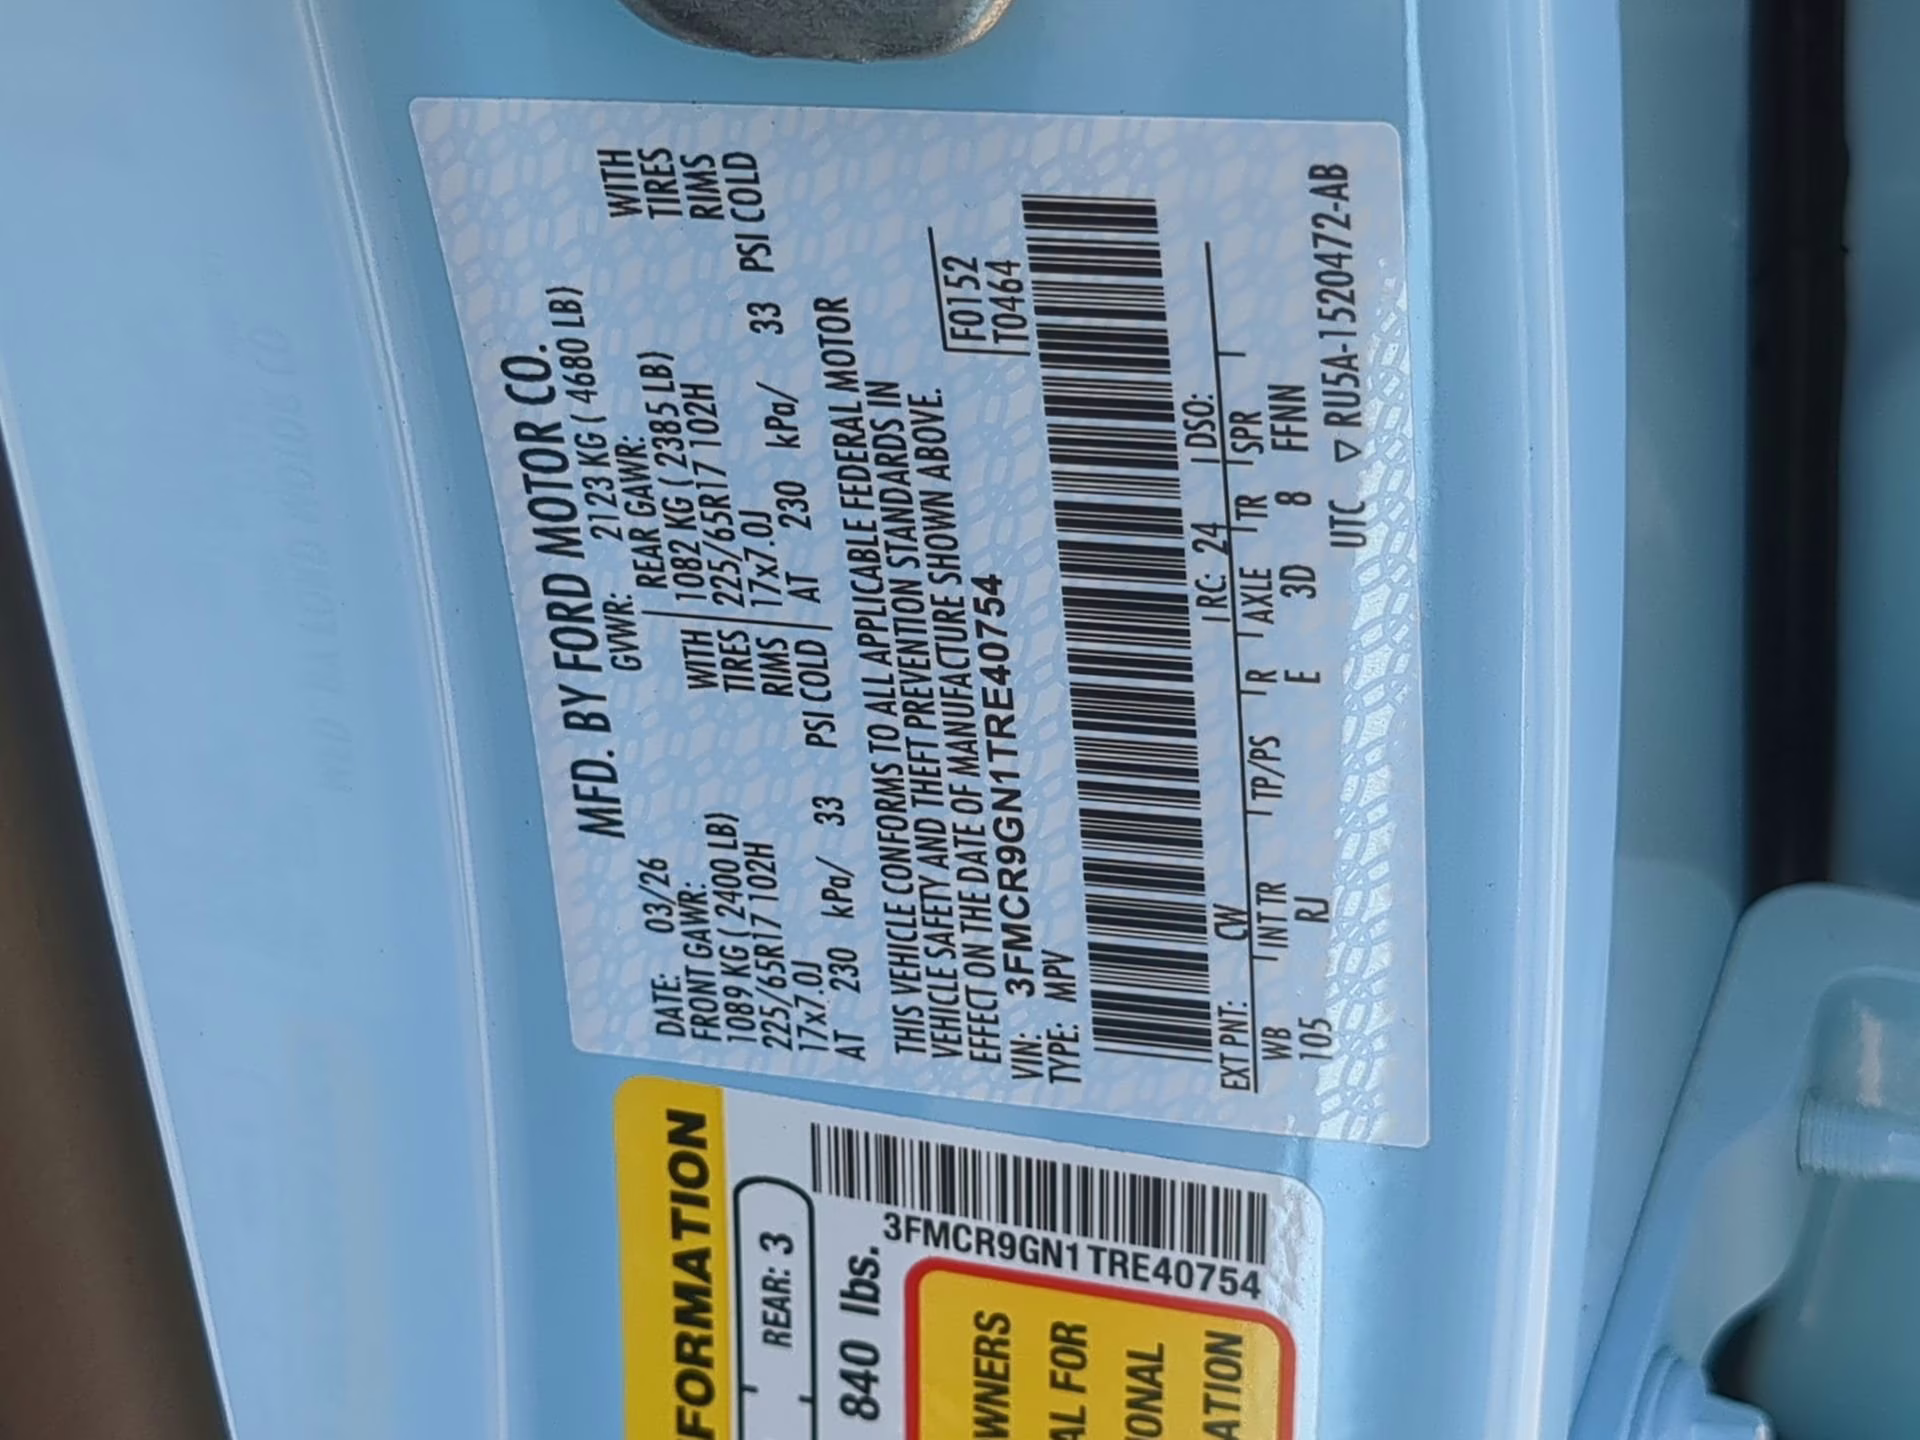 MFD. BY FORD MOTOR CO.
DATE: 03/26 GVWR: 2123 KG ( 4680 LB)
FRONT GAWR: REAR GAWR:
1089 KG ( 2400 LB) WITH 1082 KG ( 2385 LB) WITH
225/65R17 102H TIRES 225/65R17 102H TIRES
17x7.0J RIMS 17x7.0J RIMS
AT 230 kPa/ 33 PSI COLD AT 230 kPa/ 33 PSI COLD
THIS VEHICLE CONFORMS TO ALL APPLICABLE FEDERAL MOTOR
VEHICLE SAFETY AND THEFT PREVENTION STANDARDS IN
EFFECT ON THE DATE OF MANUFACTURE SHOWN ABOVE.
VIN: 3FMCR9GN1TRE40754 F0152
TYPE: MPV T0464
EXT PNT: CW RC: 24 DSO:
WB INT TR TP/PS R AXLE TR SPR
105 RJ E 3D 8 FFNN
UTC ▽ RU5A-1520472-AB
FORMATION
REAR: 3
840 lbs.
3FMCR9GN1TRE40754
WNERS
AL FOR
IONAL
ATION